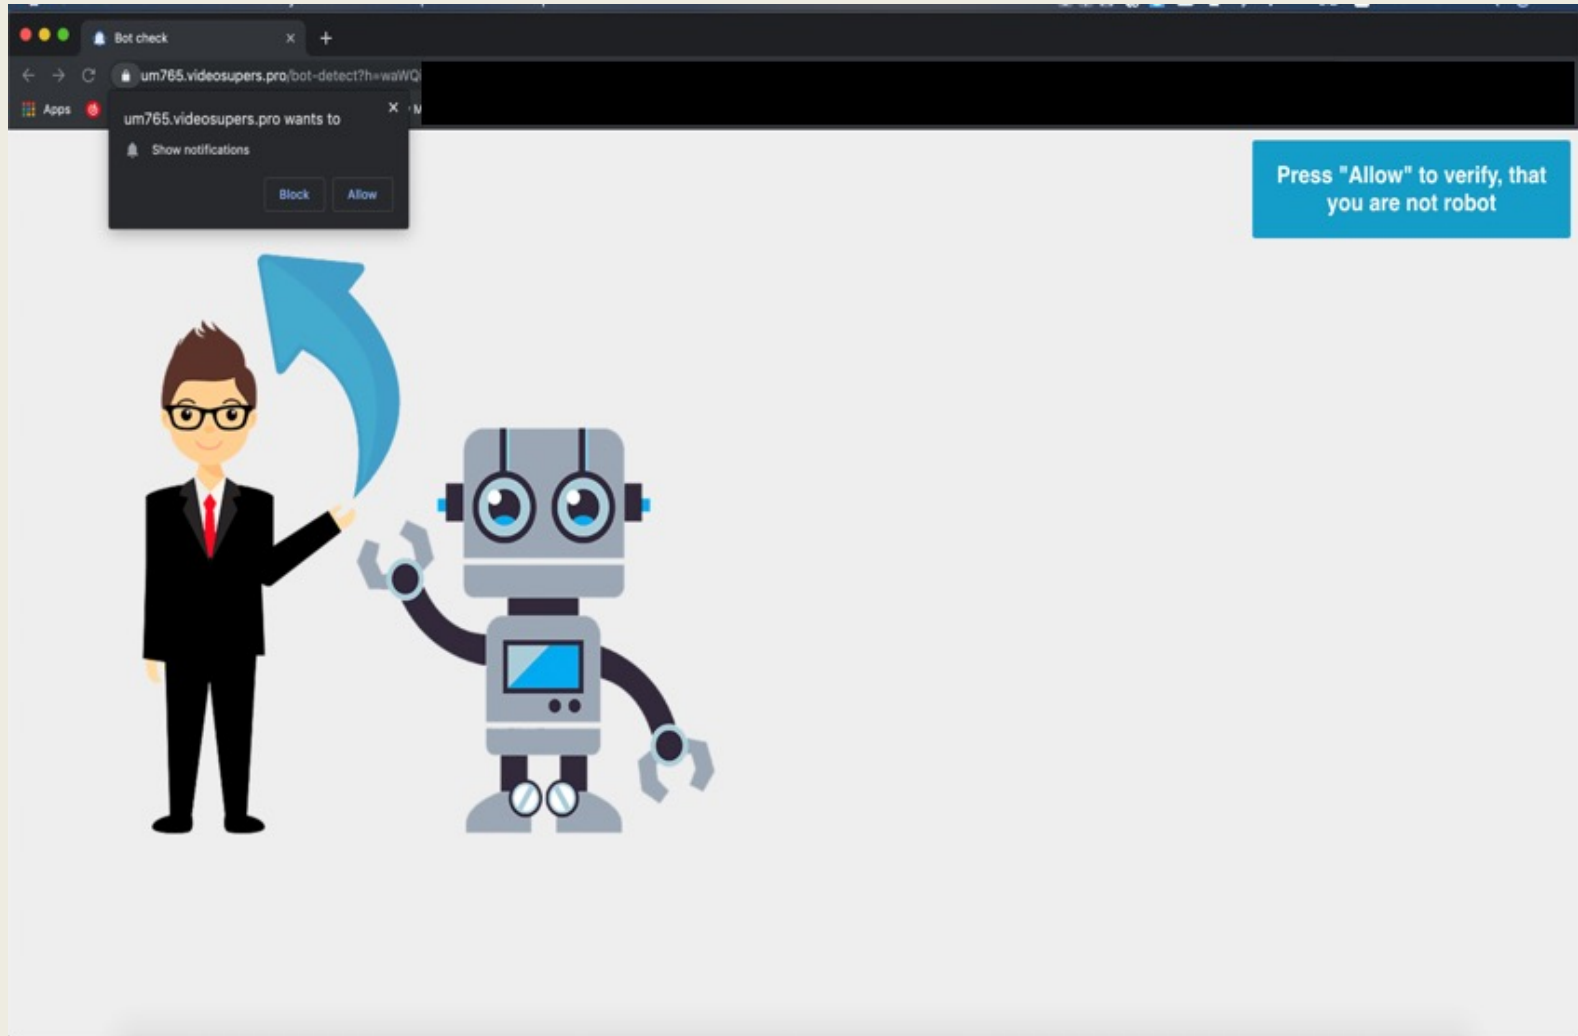 Bot check
um765.videosupers.pro/bot-detect?h=waWQ
Apps
um765.videosupers.pro wants to
Show notifications
Block
Allow
Press "Allow" to verify, that
you are not robot